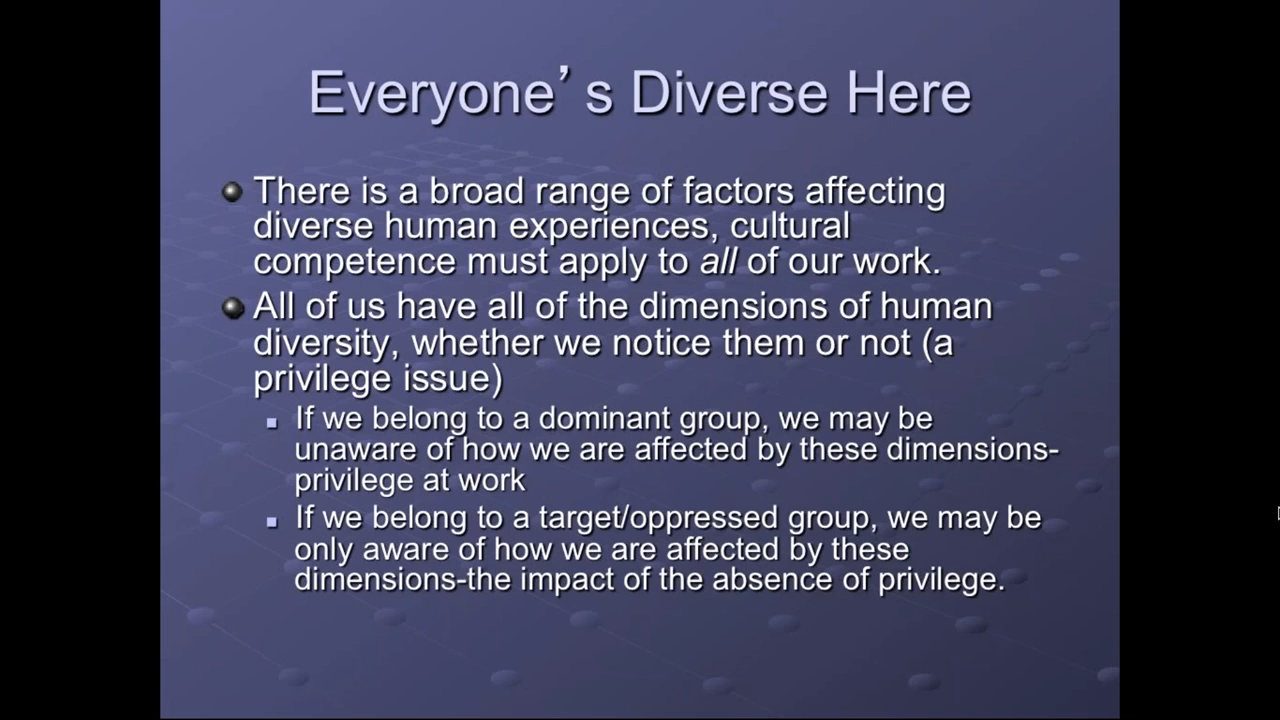 Everyone’s Diverse Here
There is a broad range of factors affecting
diverse human experiences, cultural
competence must apply to all of our work.
All of us have all of the dimensions of human
diversity, whether we notice them or not (a
privilege issue)
If we belong to a dominant group, we may be
unaware of how we are affected by these dimensions-
privilege at work
If we belong to a target/oppressed group, we may be
only aware of how we are affected by these
dimensions-the impact of the absence of privilege.